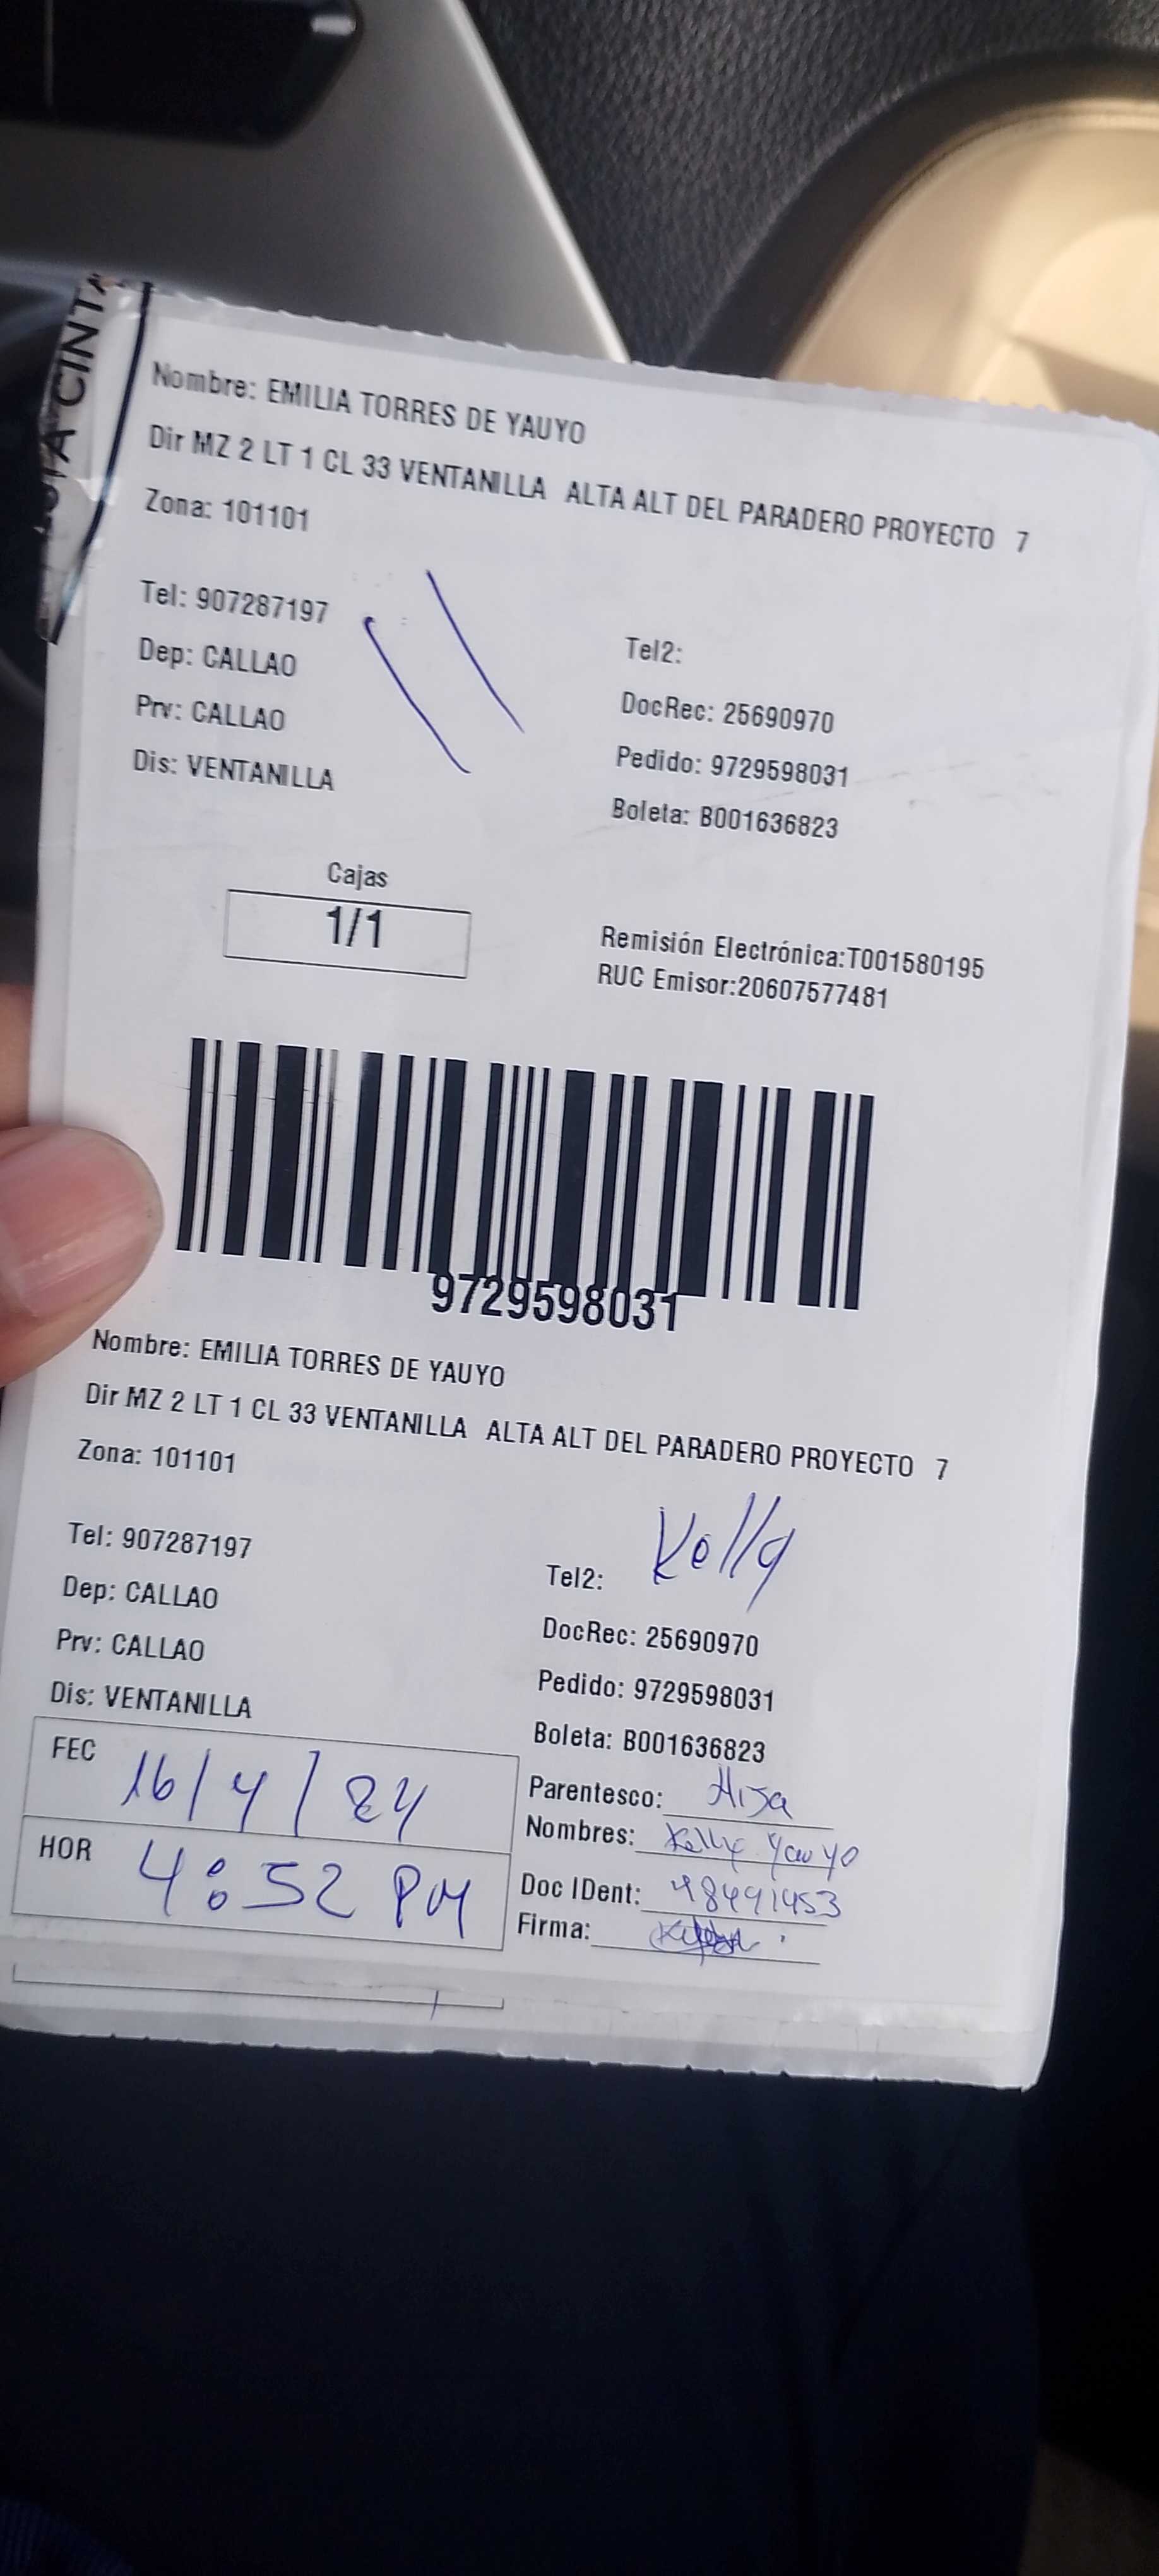 CINTA
Nombre: EMILIA TORRES DE YAUYO
Dir MZ 2 LT 1 CL 33 VENTANILLA ALTA ALT DEL PARADERO PROYECTO 7
Zona: 101101
Tel: 907287197
Tel2:
Dep: CALLAO
DocRec: 25690970
Prv: CALLAO
Pedido: 9729598031
Dis: VENTANILLA
Boleta: B001636823
Cajas
1/1
Remisión Electrónica:T001580195
RUC Emisor:20607577481
9729598031
Nombre: EMILIA TORRES DE YAUYO
Dir MZ 2 LT 1 CL 33 VENTANILLA ALTA ALT DEL PARADERO PROYECTO 7
Zona: 101101
Kelly
Tel: 907287197
Tel2:
Dep: CALLAO
DocRec: 25690970
Prv: CALLAO
Pedido: 9729598031
Dis: VENTANILLA
Boleta: B001636823
FEC 16/4/24
Parentesco: Hija
Nombres: Kelly Yauyo
HOR 4:52 PM
Doc IDent: 48491453
Firma: